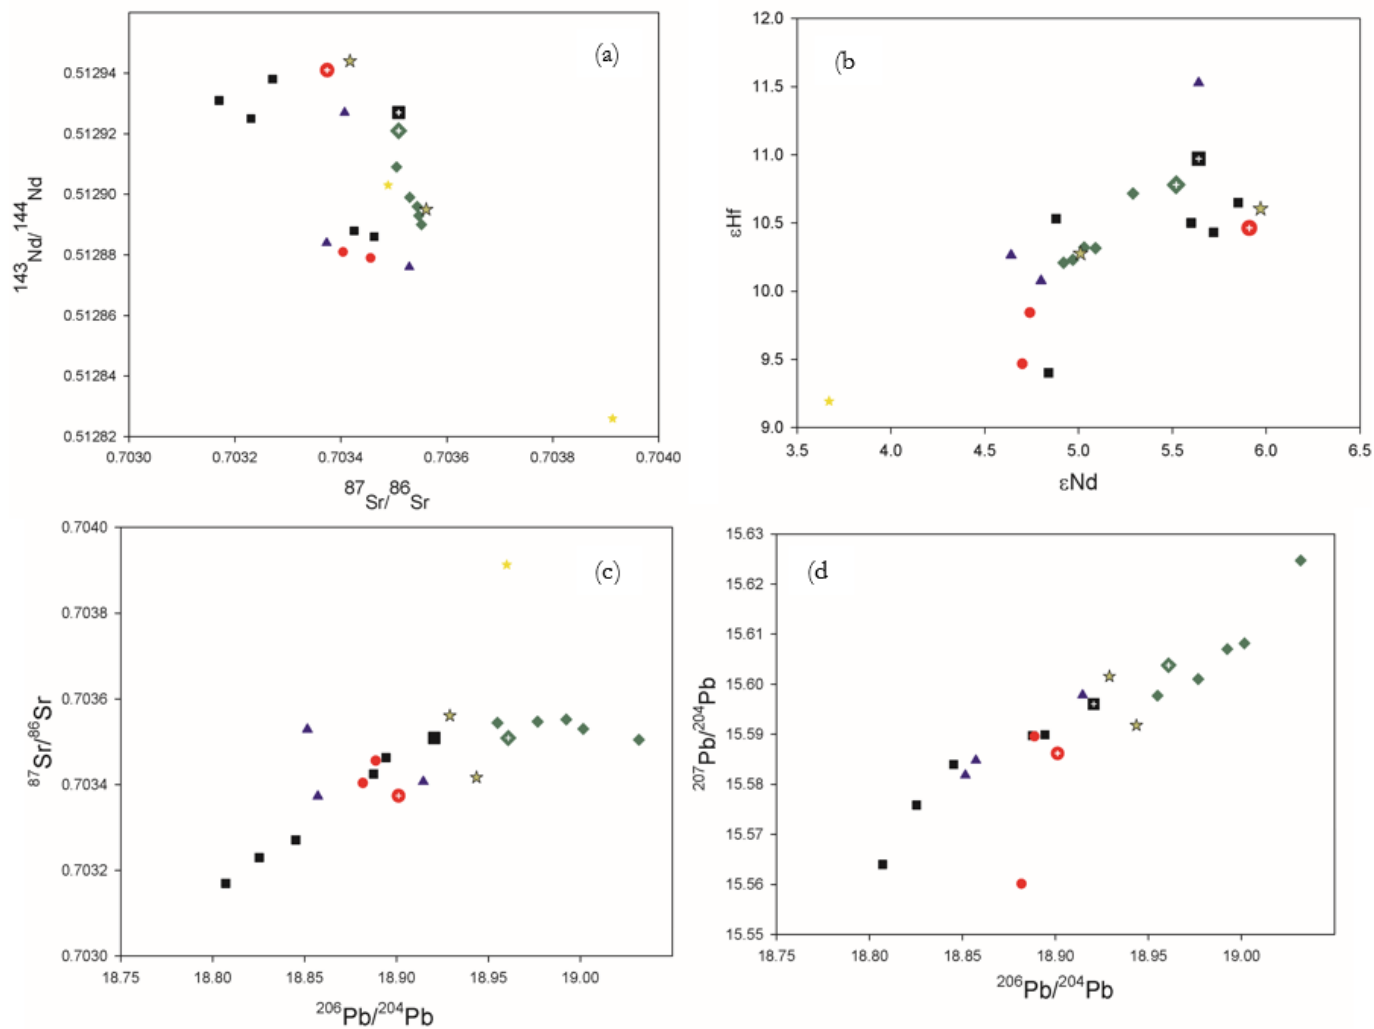 (a)
0.51294
0.51292
0.51290
0.51288
0.51286
0.51284
0.51282
143Nd/144Nd
0.7030 0.7032 0.7034 0.7036 0.7038 0.7040
87Sr/86Sr
(b
12.0
11.5
11.0
10.5
10.0
9.5
9.0
εHf
3.5 4.0 4.5 5.0 5.5 6.0 6.5
εNd
(c)
0.7040
0.7038
0.7036
0.7034
0.7032
0.7030
87Sr/86Sr
18.75 18.80 18.85 18.90 18.95 19.00
206Pb/204Pb
(d
15.63
15.62
15.61
15.60
15.59
15.58
15.57
15.56
15.55
207Pb/204Pb
18.75 18.80 18.85 18.90 18.95 19.00
206Pb/204Pb